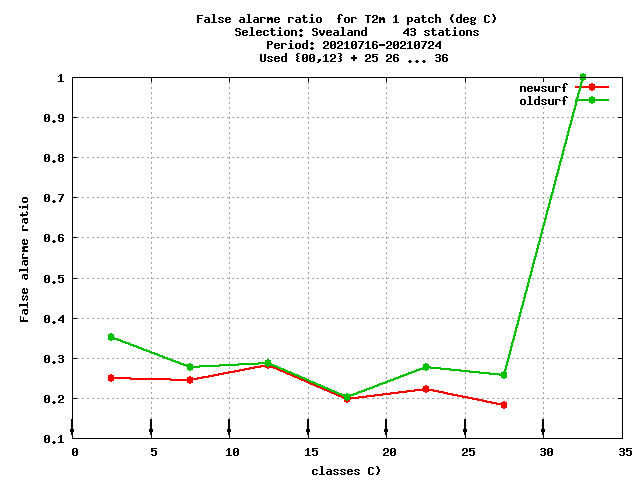 False alarme ratio  for T2m 1 patch (deg C)
Selection: Svealand     43 stations
Period: 20210716-20210724
Used {00,12} + 25 26 ... 36
newsurf
oldsurf
False alarme ratio
1
0.9
0.8
0.7
0.6
0.5
0.4
0.3
0.2
0.1
0 5 10 15 20 25 30 35
classes C)